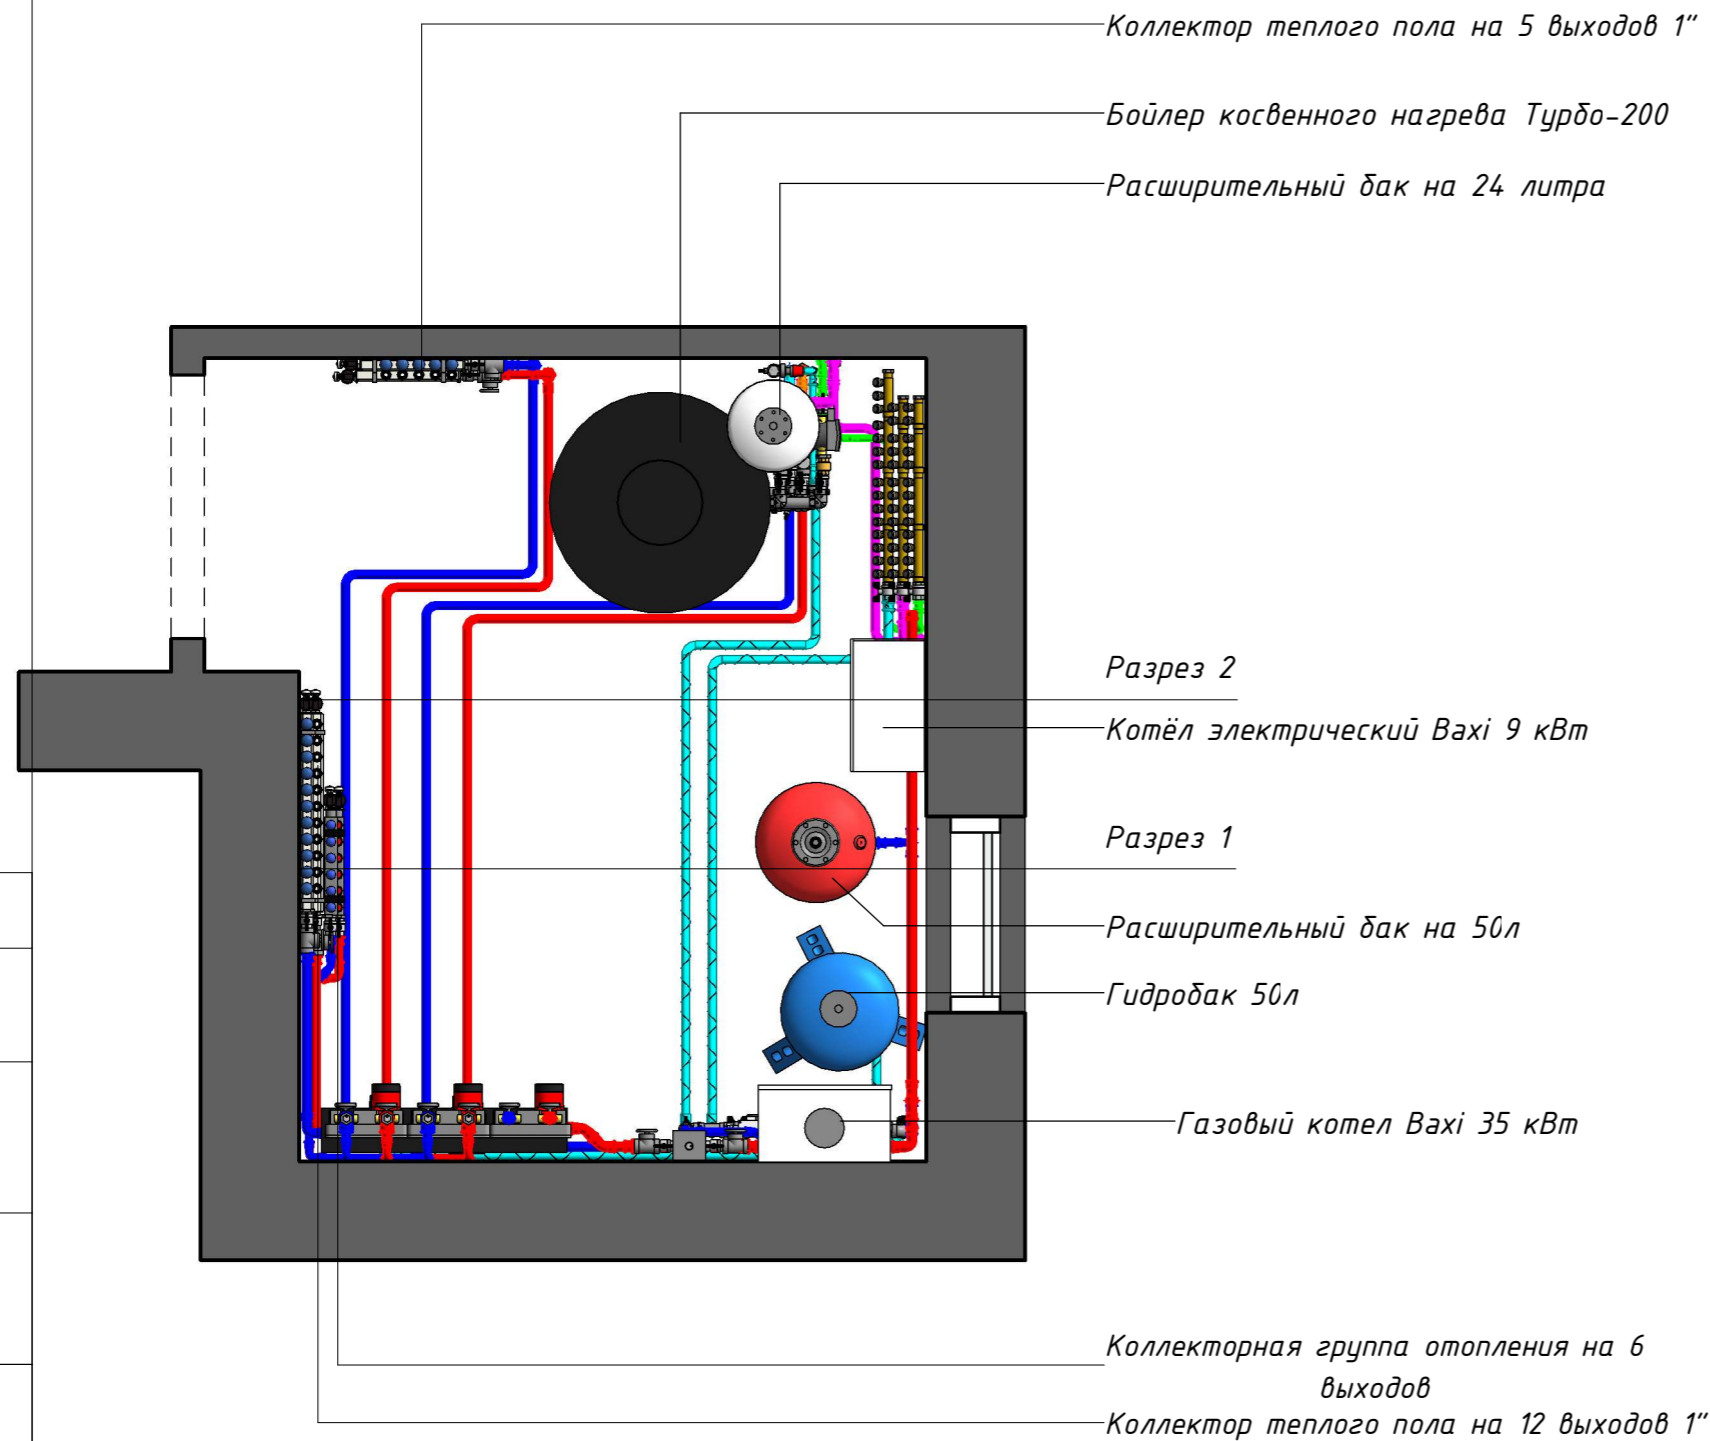 Коллектор теплого пола на 5 выходов 1"
Бойлер косвенного нагрева Турбо-200
Расширительный бак на 24 литра
Разрез 2
Котёл электрический Baxi 9 кВт
Разрез 1
Расширительный бак на 50л
Гидробак 50л
Газовый котел Baxi 35 кВт
Коллекторная группа отопления на 6
выходов
Коллектор теплого пола на 12 выходов 1"